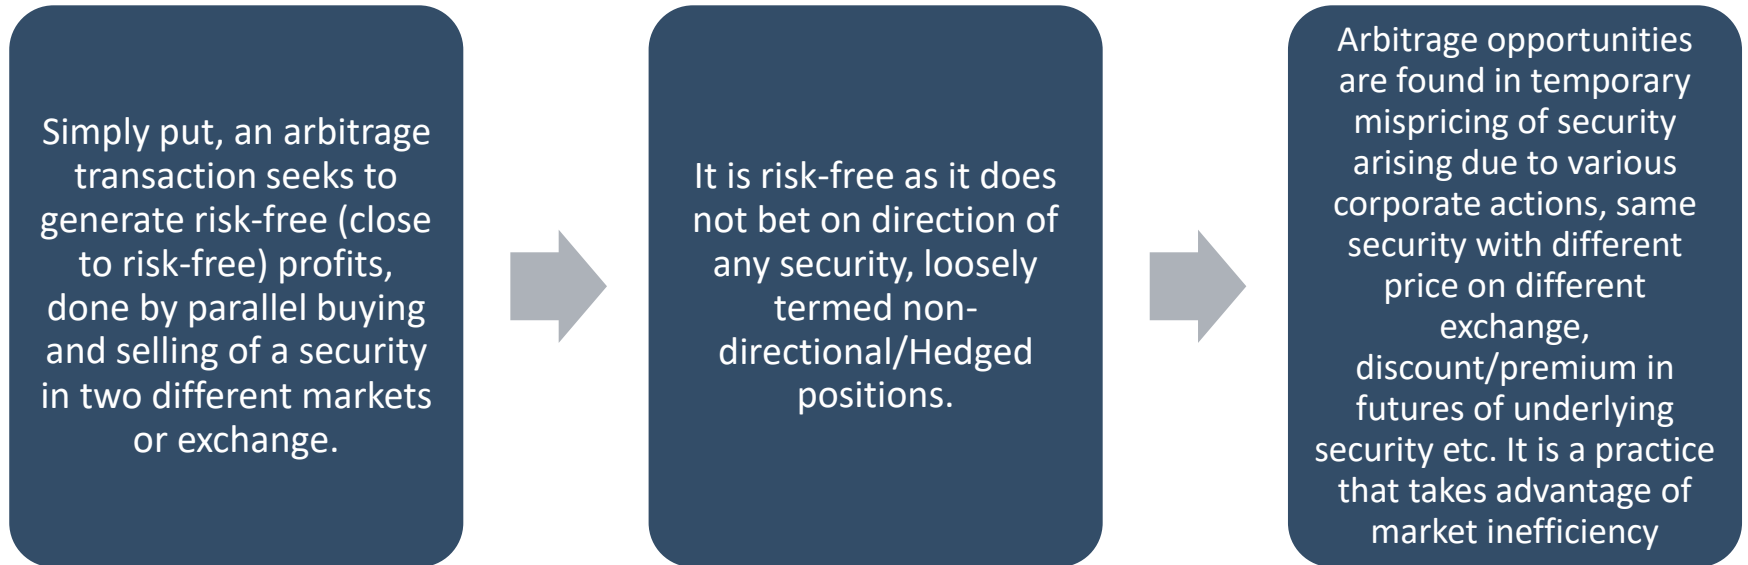 Simply put, an arbitrage
transaction seeks to
generate risk-free (close
to risk-free) profits,
done by parallel buying
and selling of a security
in two different markets
or exchange.
It is risk-free as it does
not bet on direction of
any security, loosely
termed non-
directional/Hedged
positions.
Arbitrage opportunities
are found in temporary
mispricing of security
arising due to various
corporate actions, same
security with different
price on different
exchange,
discount/premium in
futures of underlying
security etc. It is a practice
that takes advantage of
market inefficiency